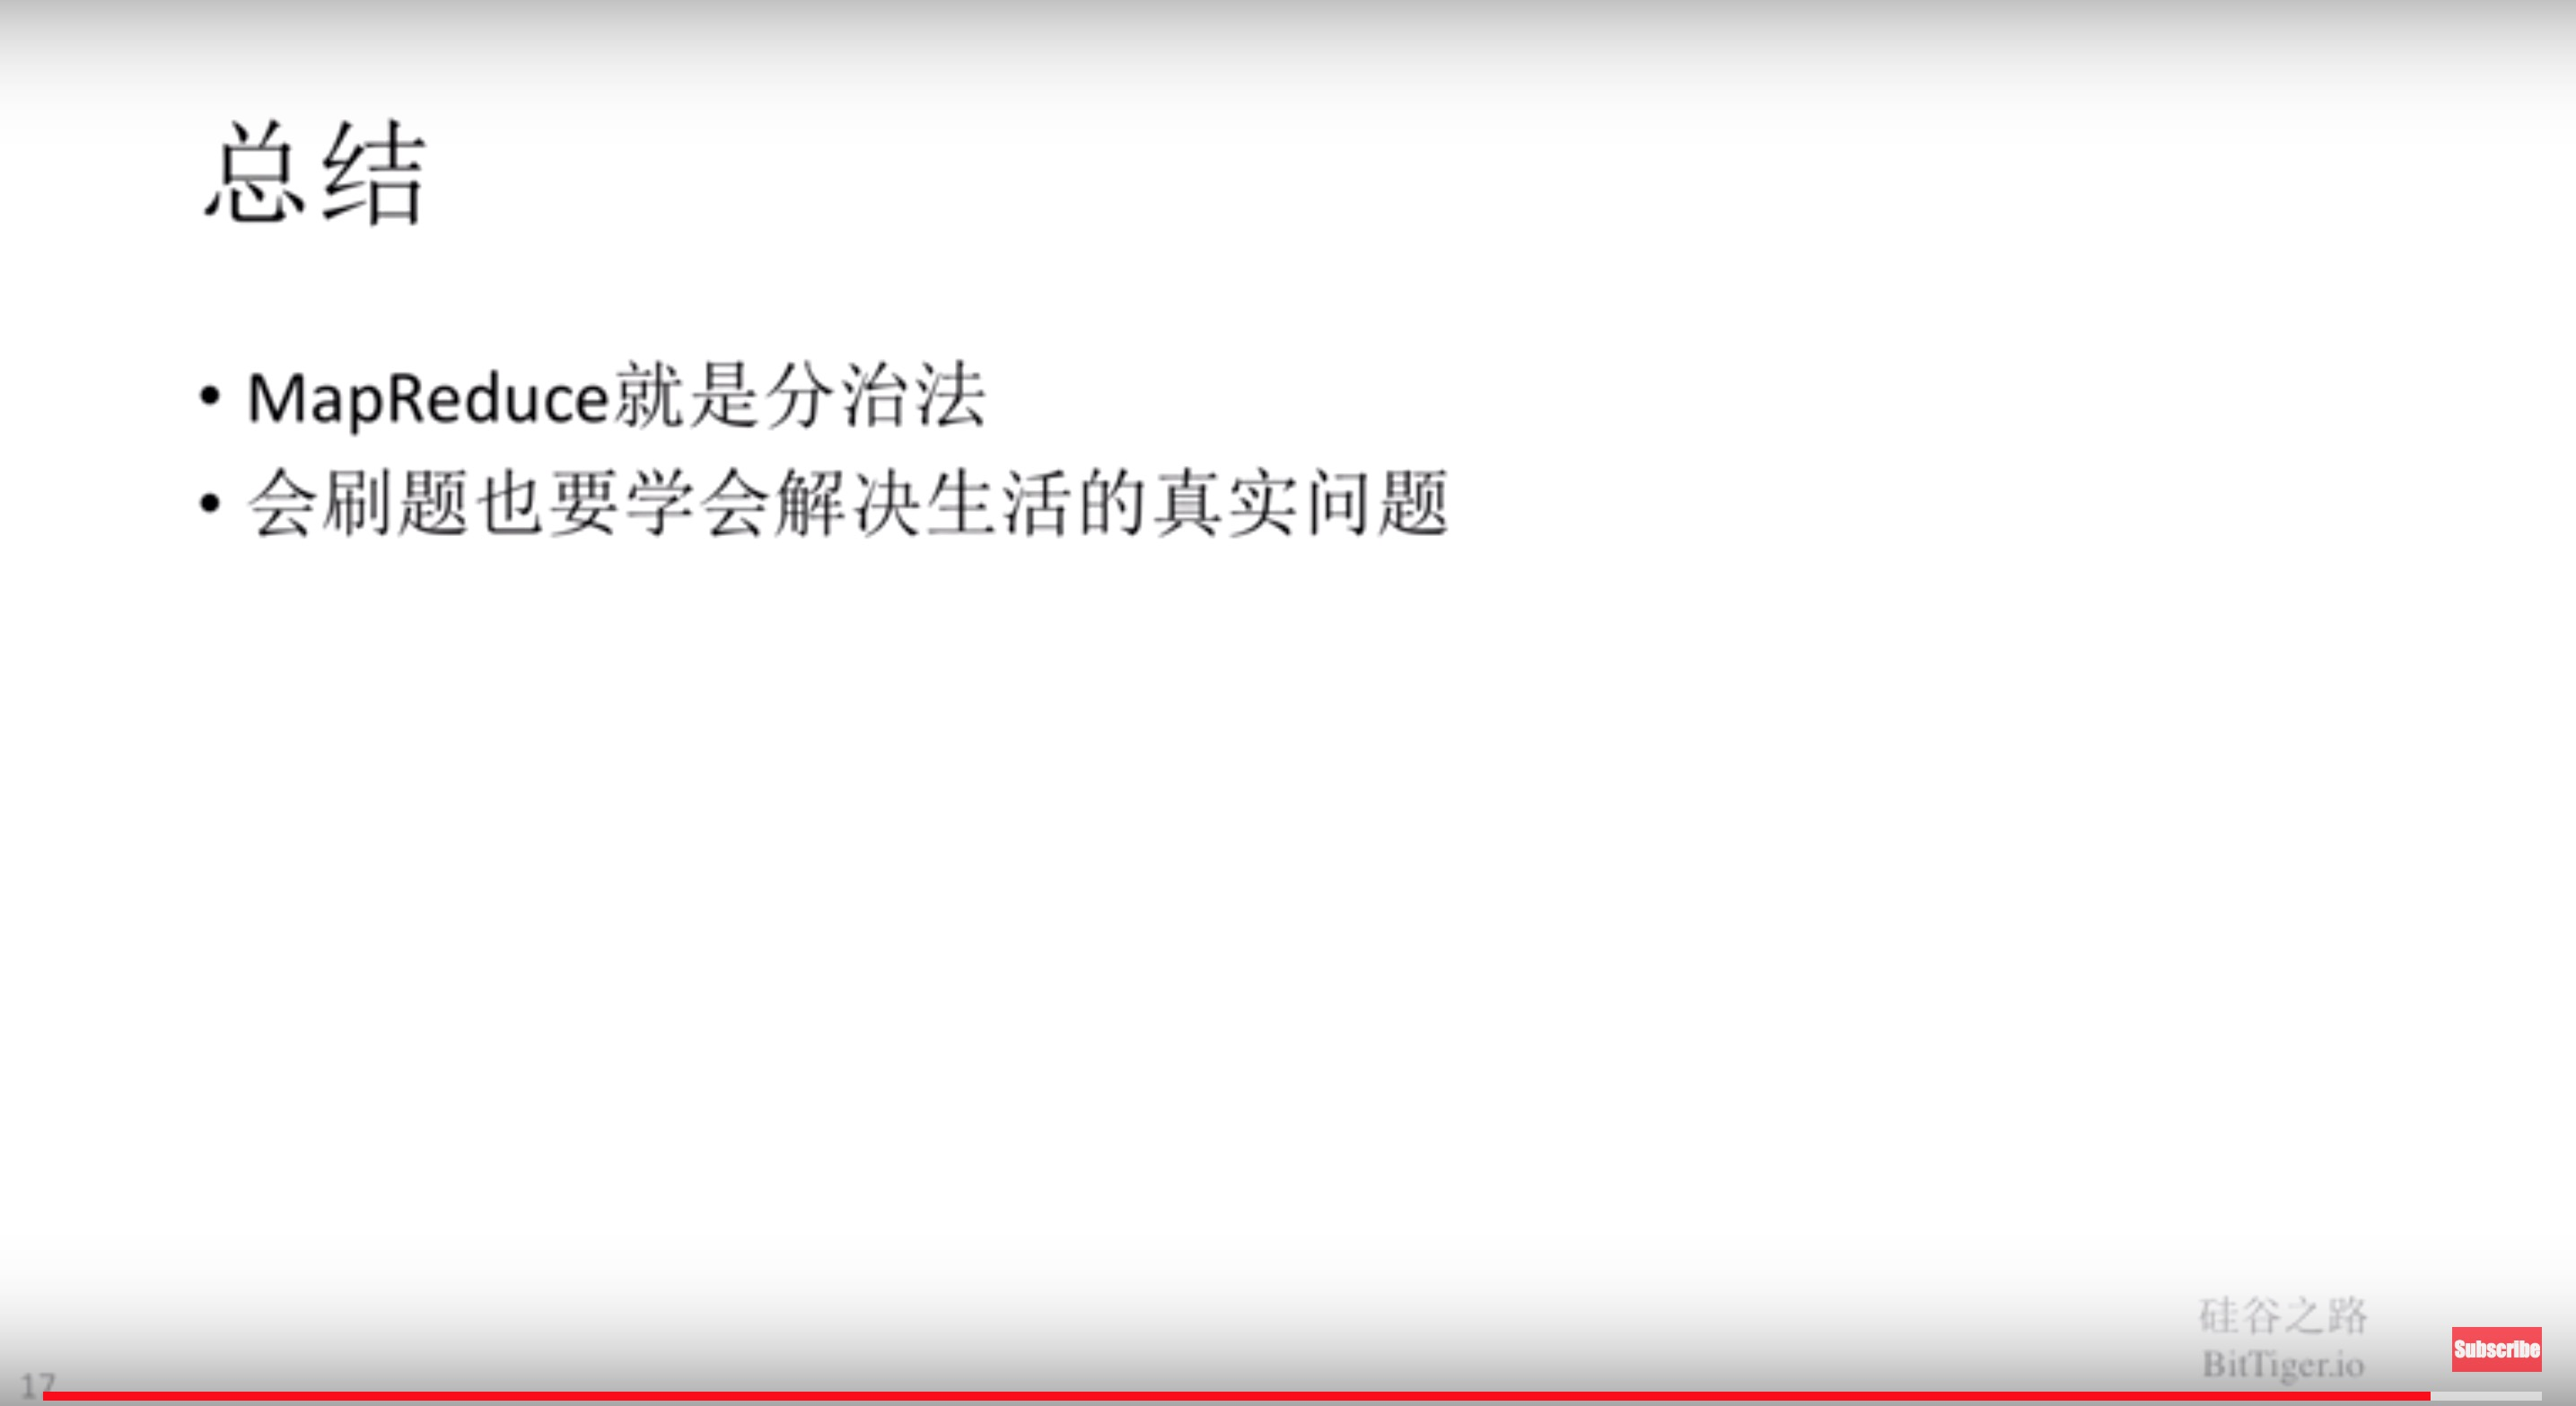 总结
• MapReduce就是分治法
• 会刷题也要学会解决生活的真实问题
硅谷之路
BitTiger.io
Subscribe
17